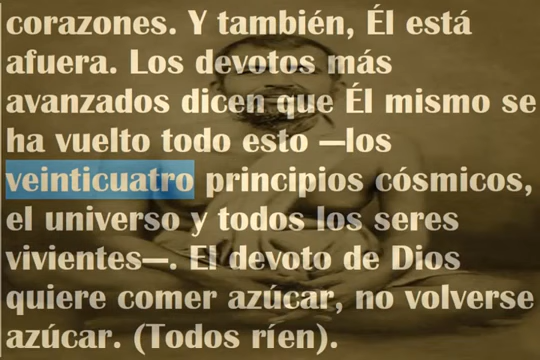 corazones. Y también, Él está
afuera. Los devotos más
avanzados dicen que Él mismo se
ha vuelto todo esto —los
veinticuatro principios cósmicos,
el universo y todos los seres
vivientes—. El devoto de Dios
quiere comer azúcar, no volverse
azúcar. (Todos ríen).